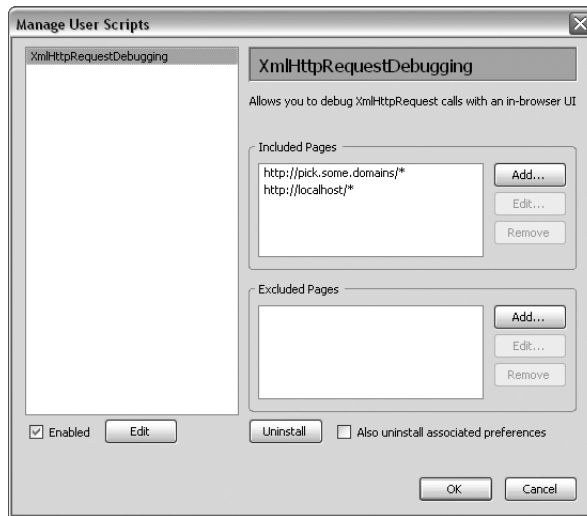 Manage User Scripts
XmlHttpRequestDebugging
XmlHttpRequestDebugging
Allows you to debug XmlHttpRequest calls with an in-browser UI
Included Pages
http://pick.some.domains/*
http://localhost/*
Add...
Edit...
Remove
Excluded Pages
Add...
Edit...
Remove
Enabled
Edit
Uninstall
Also uninstall associated preferences
OK
Cancel